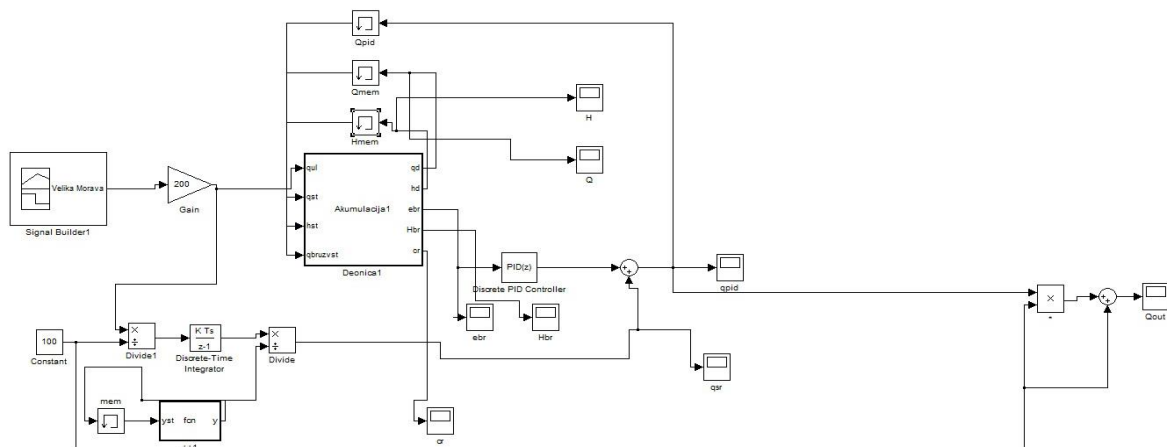 Qpid
Qmem
H
Hmem
Q
Velika Morava
Signal Builder1
200
Gain
qul
qst
hst
qbruzvst
Akumulacija1
qd
hd
ebr
Hbr
or
Deonica1
PID(z)
Discrete PID Controller
+
+
qpid
×
*
+
+
Qout
ebr
Hbr
100
Constant
×
÷
Divide1
K Ts
z-1
Discrete-Time
Integrator
×
÷
Divide
qsr
mem
yst
fcn
y
or